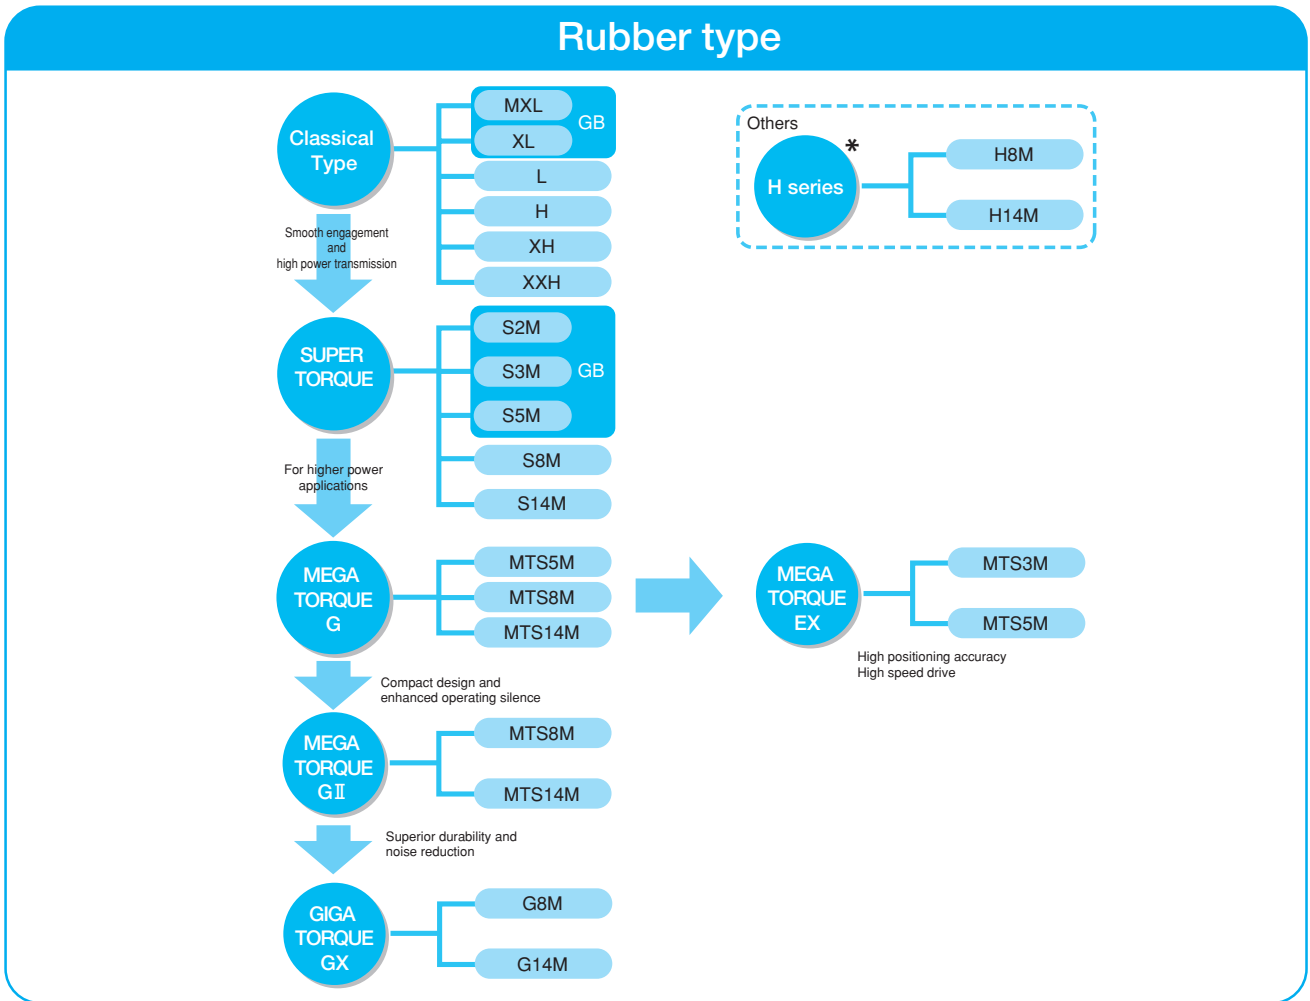 Rubber type
Classical
Type
MXL
XL
GB
L
H
XH
XXH
Others
*
H series
H8M
H14M
Smooth engagement
and
high power transmission
SUPER
TORQUE
S2M
S3M
S5M
GB
S8M
S14M
For higher power
applications
MEGA
TORQUE
G
MTS5M
MTS8M
MTS14M
MEGA
TORQUE
EX
MTS3M
MTS5M
High positioning accuracy
High speed drive
Compact design and
enhanced operating silence
MEGA
TORQUE
GⅡ
MTS8M
MTS14M
Superior durability and
noise reduction
GIGA
TORQUE
GX
G8M
G14M